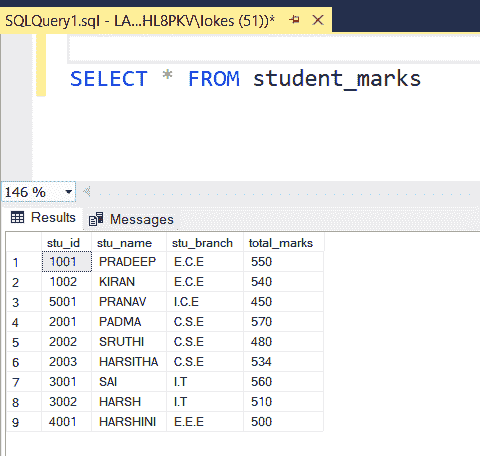 SQLQuery1.sql - LA...HL8PKV\lokes (51))*
SELECT * FROM student_marks
146 %
Results Messages
stu_id stu_name stu_branch total_marks
1 1001 PRADEEP E.C.E 550
2 1002 KIRAN E.C.E 540
3 5001 PRANAV I.C.E 450
4 2001 PADMA C.S.E 570
5 2002 SRUTHI C.S.E 480
6 2003 HARSITHA C.S.E 534
7 3001 SAI I.T 560
8 3002 HARSH I.T 510
9 4001 HARSHINI E.E.E 500